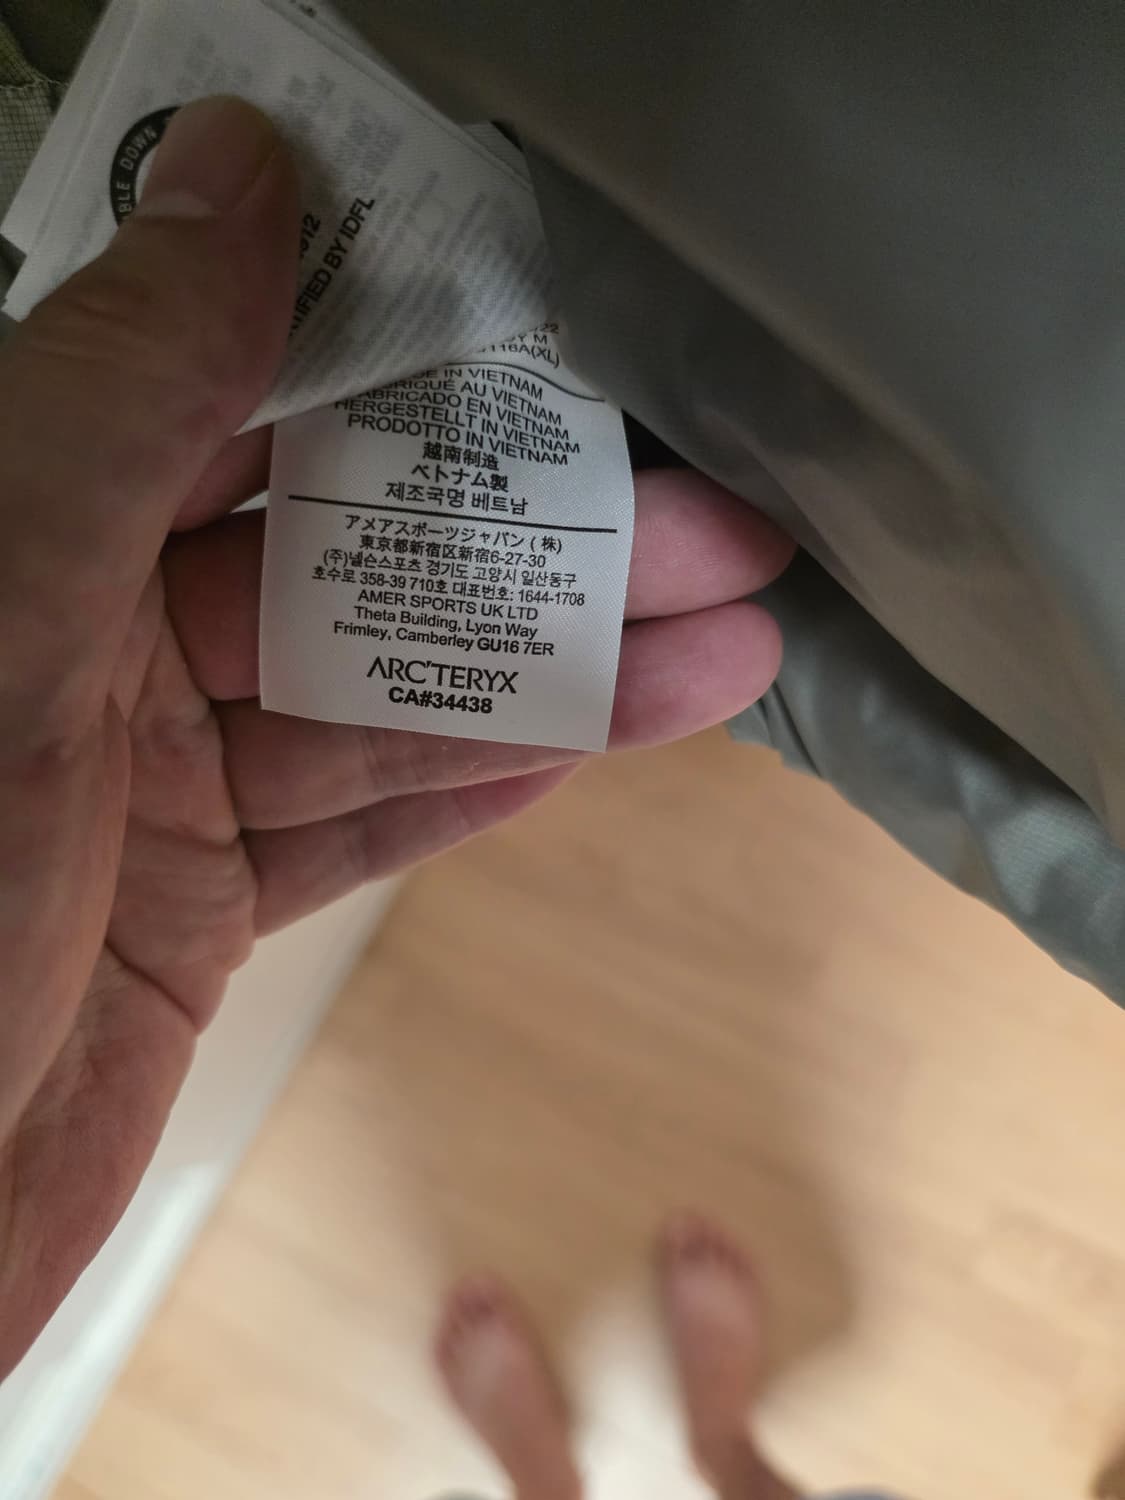 BLE DOWN
BY IDFL
M
116A(XL)
IN VIETNAM
AU VIETNAM
FABRICADO EN VIETNAM
HERGESTELLT IN VIETNAM
PRODOTTO IN VIETNAM
越南制造
ベトナム製
제조국명 베트남
アメアスポーツジャパン (株)
東京都新宿区新宿6-27-30
(주)넬슨스포츠 경기도 고양시 일산동구
호수로 358-39 710호 대표번호: 1644-1708
AMER SPORTS UK LTD
Theta Building, Lyon Way
Frimley, Camberley GU16 7ER
ARC'TERYX
CA#34438